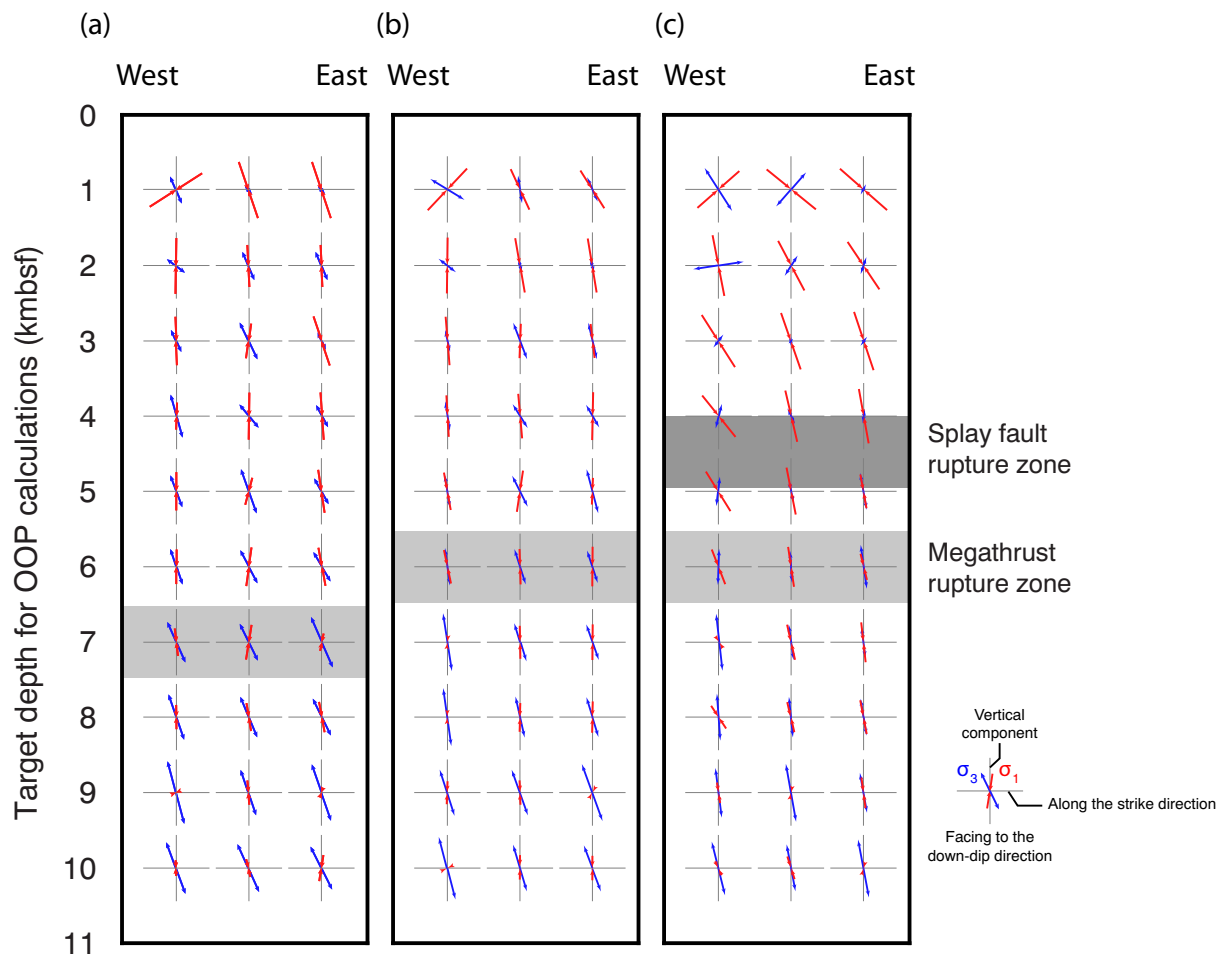 (a)
(b)
(c)
West
East
West
East
West
East
Target depth for OOP calculations (kmbsf)
0
1
2
3
4
5
6
7
8
9
10
11
Splay fault
rupture zone
Megathrust
rupture zone
Vertical
component
σ3
σ1
Along the strike direction
Facing to the
down-dip direction